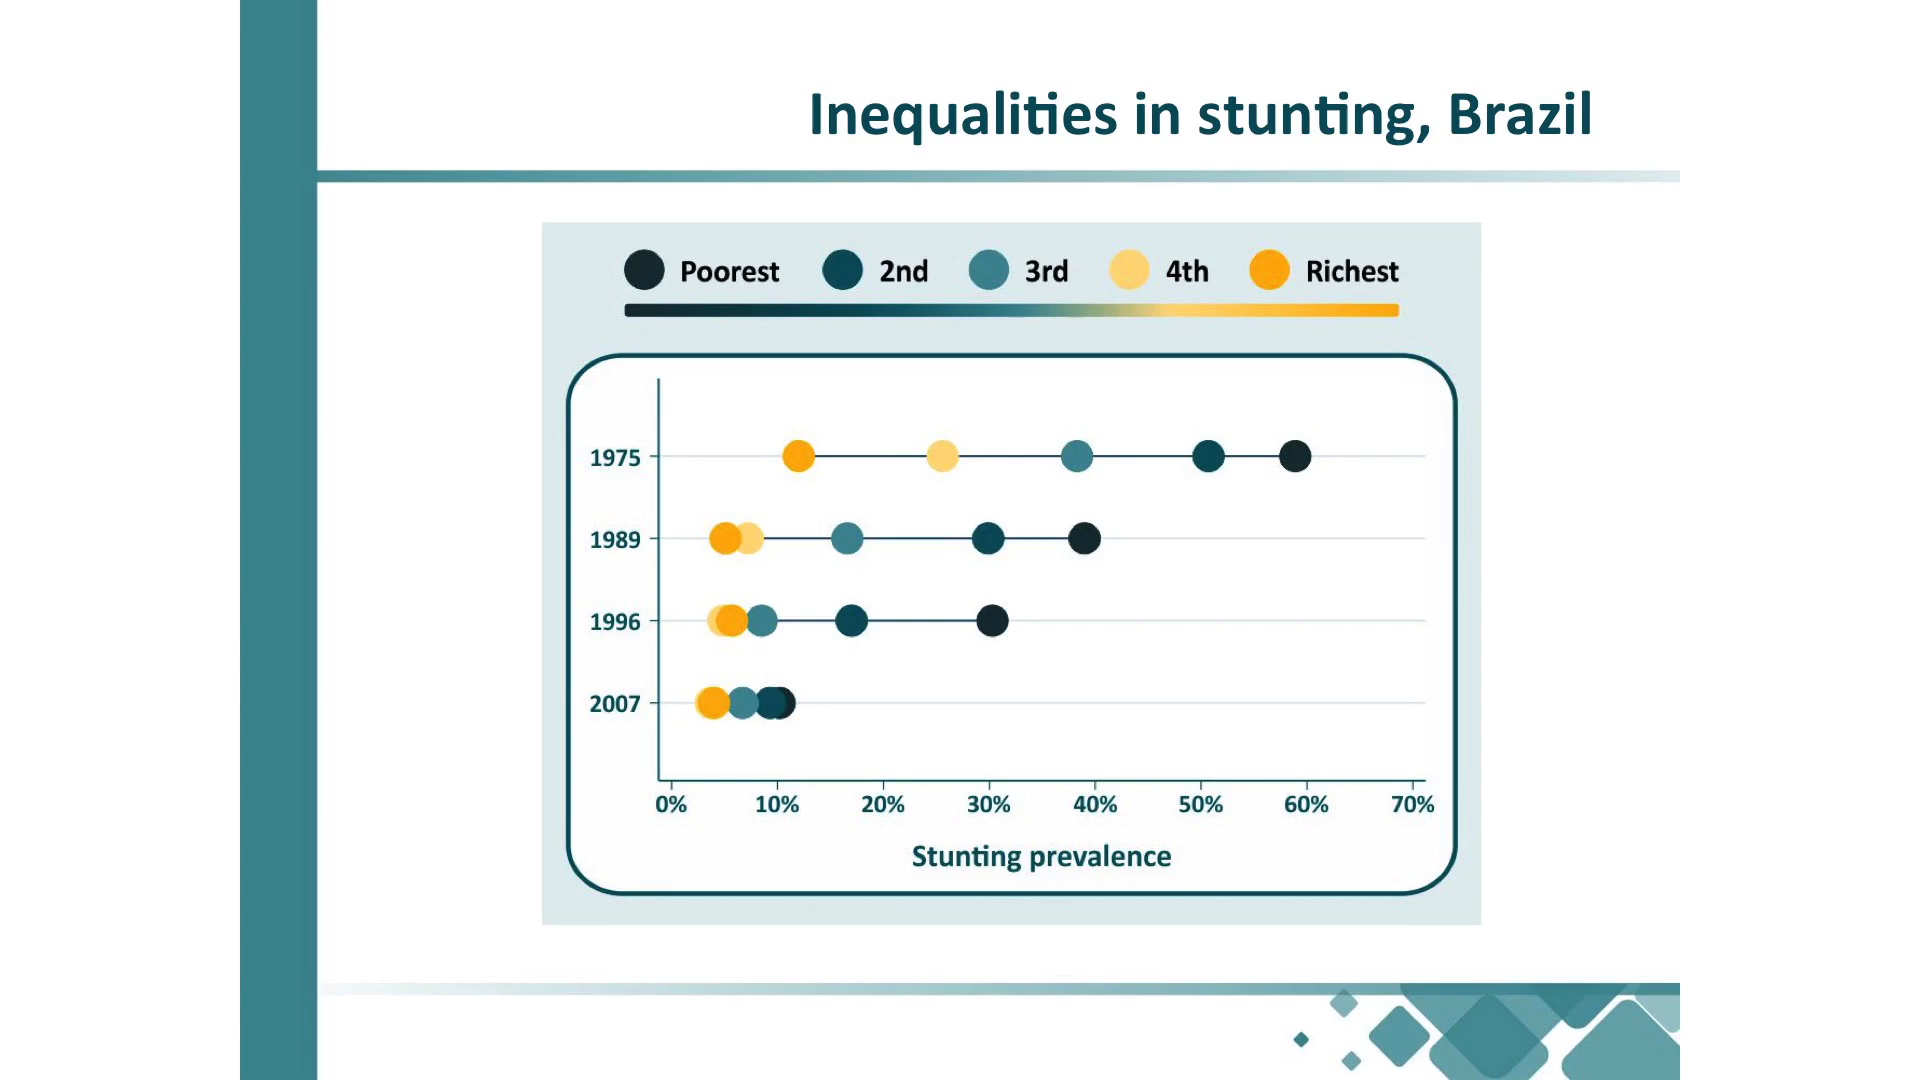 Inequalities in stunting, Brazil
Poorest 2nd 3rd 4th Richest
1975
1989
1996
2007
0% 10% 20% 30% 40% 50% 60% 70%
Stunting prevalence